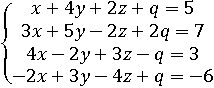 x + 4y + 2z + q = 5
3x + 5y − 2z + 2q = 7
4x − 2y + 3z − q = 3
−2x + 3y − 4z + q = −6